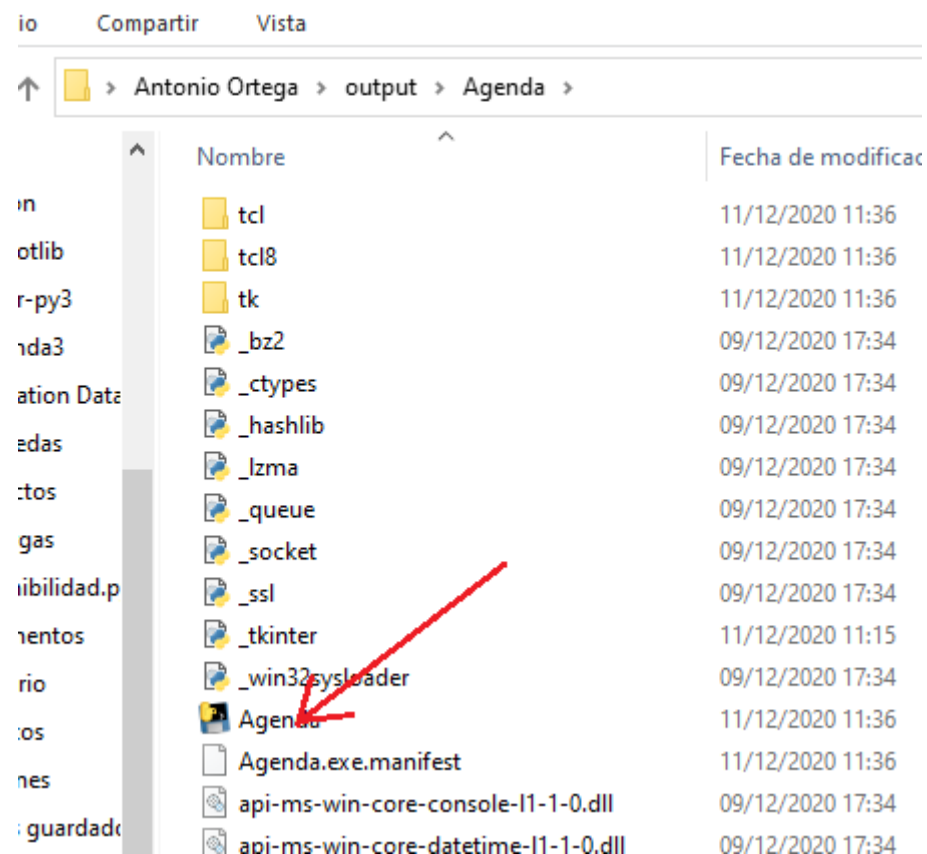 io Compartir Vista
Antonio Ortega > output > Agenda >
Nombre Fecha de modificac
on
tcl 11/12/2020 11:36
otlib
tcl8 11/12/2020 11:36
r-py3
tk 11/12/2020 11:36
nda3
_bz2 09/12/2020 17:34
ation Data
_ctypes 09/12/2020 17:34
edas
_hashlib 09/12/2020 17:34
_lzma 09/12/2020 17:34
ctos
_queue 09/12/2020 17:34
gas
_socket 09/12/2020 17:34
nibilidad.p
_ssl 09/12/2020 17:34
mentos
_tkinter 11/12/2020 11:15
rio
_win32sysloader 09/12/2020 17:34
tos
Agenda 11/12/2020 11:36
nes
Agenda.exe.manifest 11/12/2020 11:36
api-ms-win-core-console-l1-1-0.dll 09/12/2020 17:34
s guardado
api-ms-win-core-datetime-l1-1-0.dll 09/12/2020 17:34